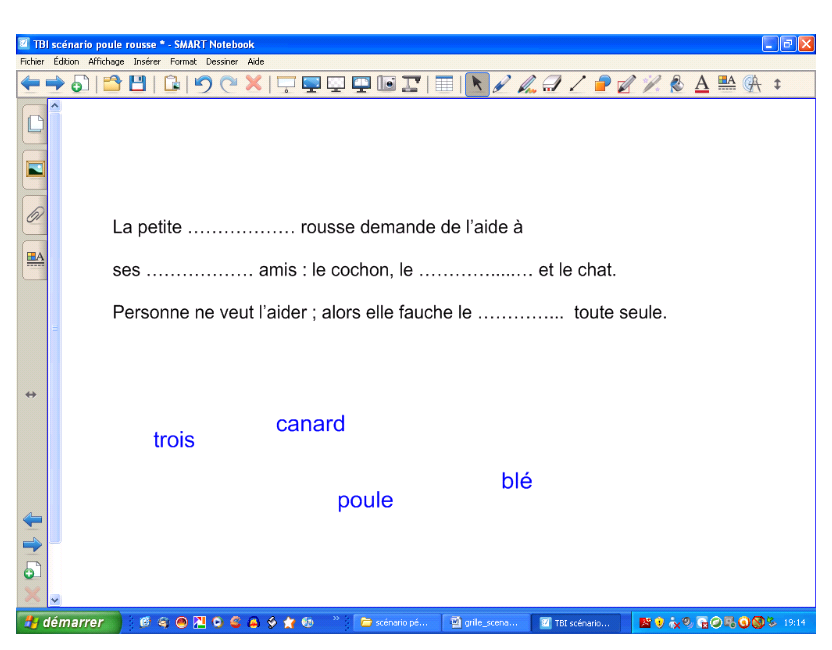 TBI scénario poule rousse * - SMART Notebook
Fichier Édition Affichage Insérer Format Dessiner Aide
La petite ……………… rousse demande de l’aide à
ses ……………… amis : le cochon, le …………....… et le chat.
Personne ne veut l’aider ; alors elle fauche le …………... toute seule.
canard
trois
blé
poule
démarrer scénario pé... grille_scena... TBI scénario... 19:14